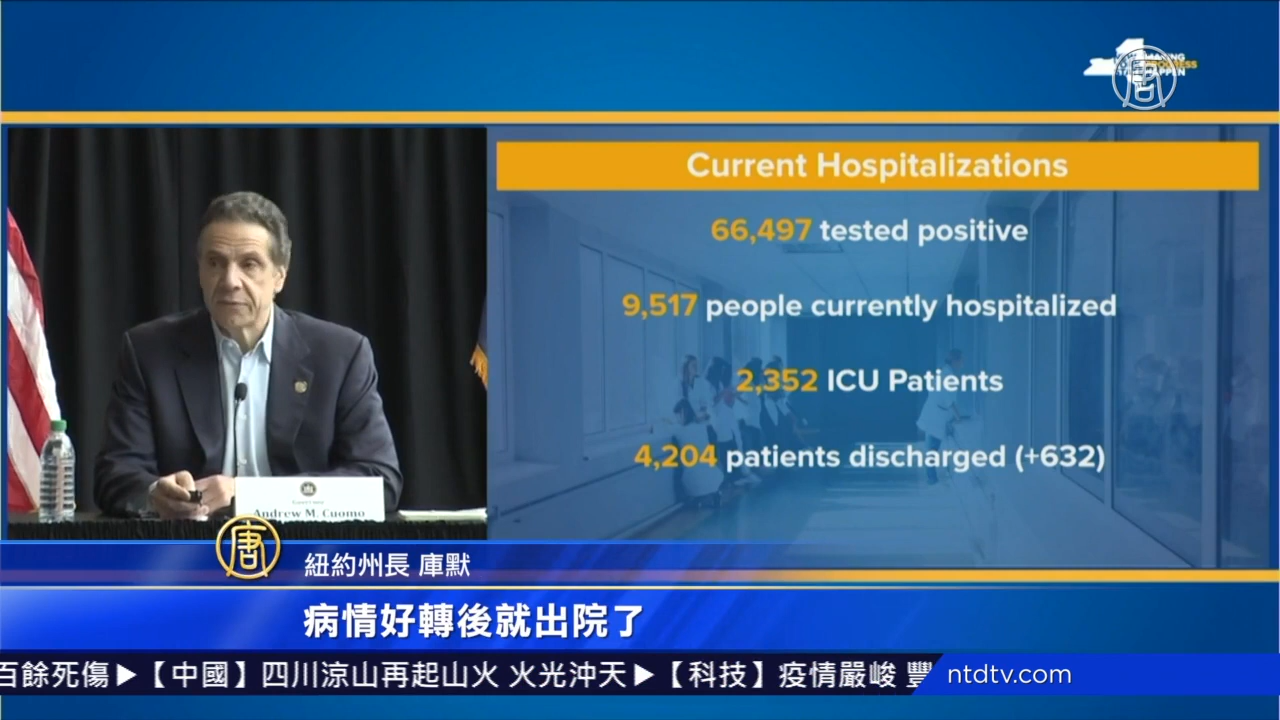 唐
Current Hospitalizations
66,497 tested positive
9,517 people currently hospitalized
2,352 ICU Patients
4,204 patients discharged (+632)
Andrew M. Cuomo
唐
紐約州長 庫默
病情好轉後就出院了
百餘死傷▶【中國】四川涼山再起山火 火光沖天▶【科技】疫情嚴峻
ntdtv.com